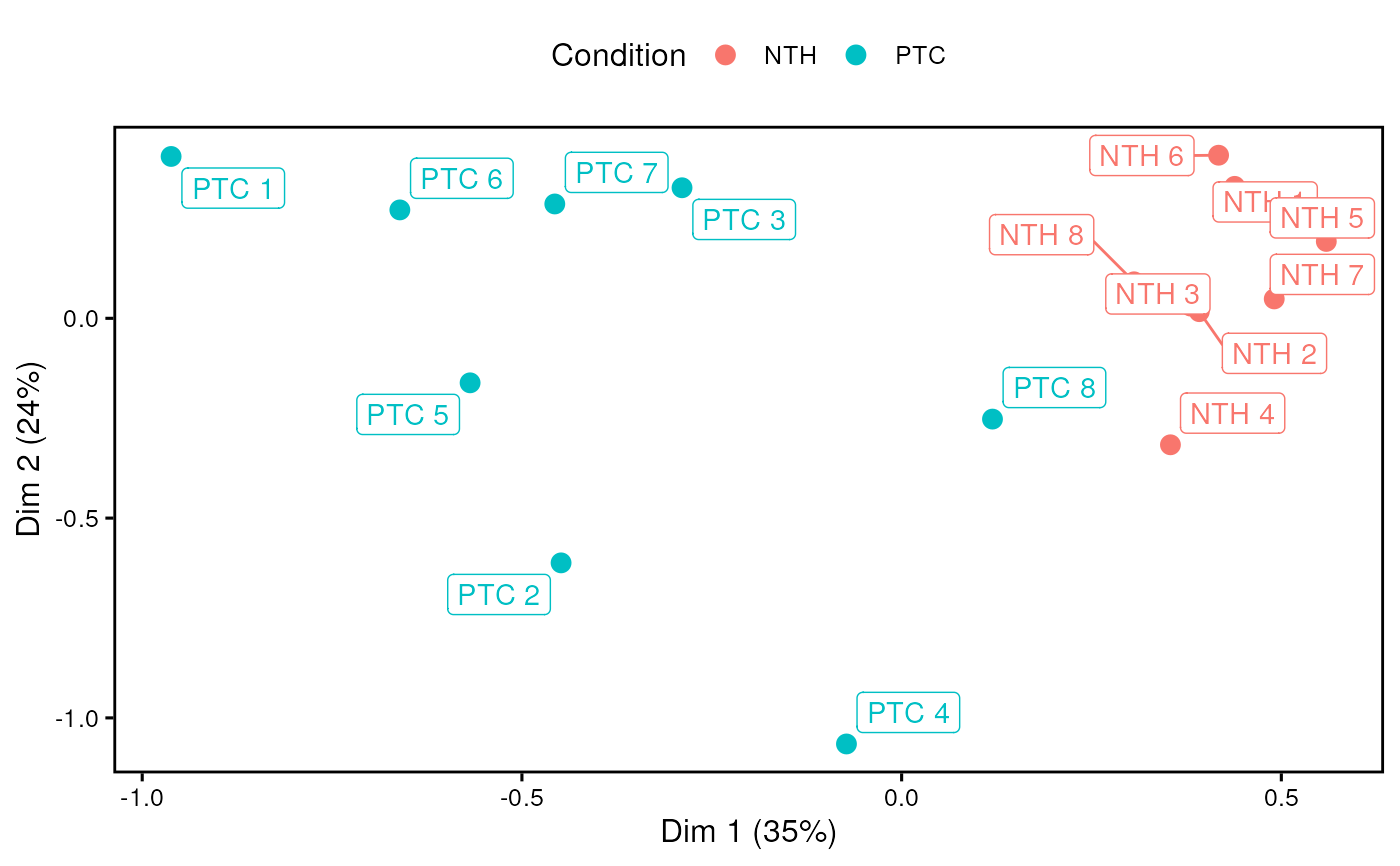 Condition NTH PTC
NTH 6
PTC 7
PTC 6
PTC 1
NTH 1
NTH 5
PTC 3
NTH 8
NTH 7
NTH 3
0.0
NTH 2
PTC 8
NTH 4
PTC 5
Dim 2 (24%)
-0.5
PTC 2
PTC 4
-1.0
-1.0 -0.5 0.0 0.5
Dim 1 (35%)